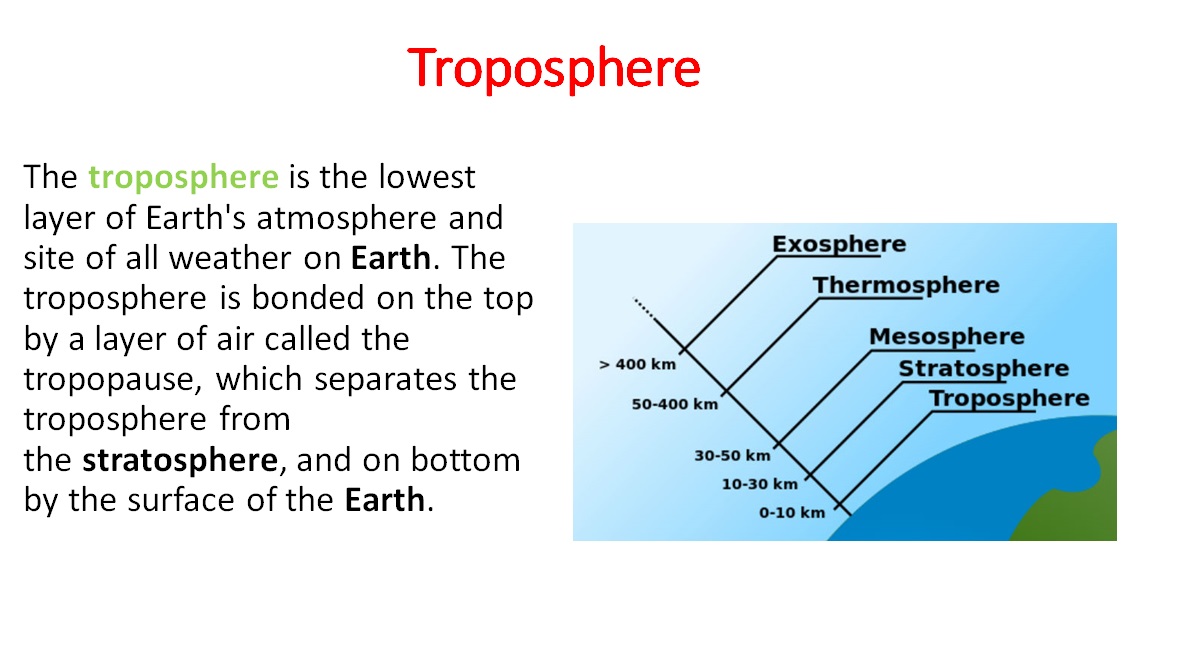 Troposphere
The troposphere is the lowest
layer of Earth's atmosphere and
site of all weather on Earth. The
troposphere is bonded on the top
by a layer of air called the
tropopause, which separates the
troposphere from
the stratosphere, and on bottom
by the surface of the Earth.
Exosphere
Thermosphere
Mesosphere
Stratosphere
Troposphere
> 400 km
50-400 km
30-50 km
10-30 km
0-10 km